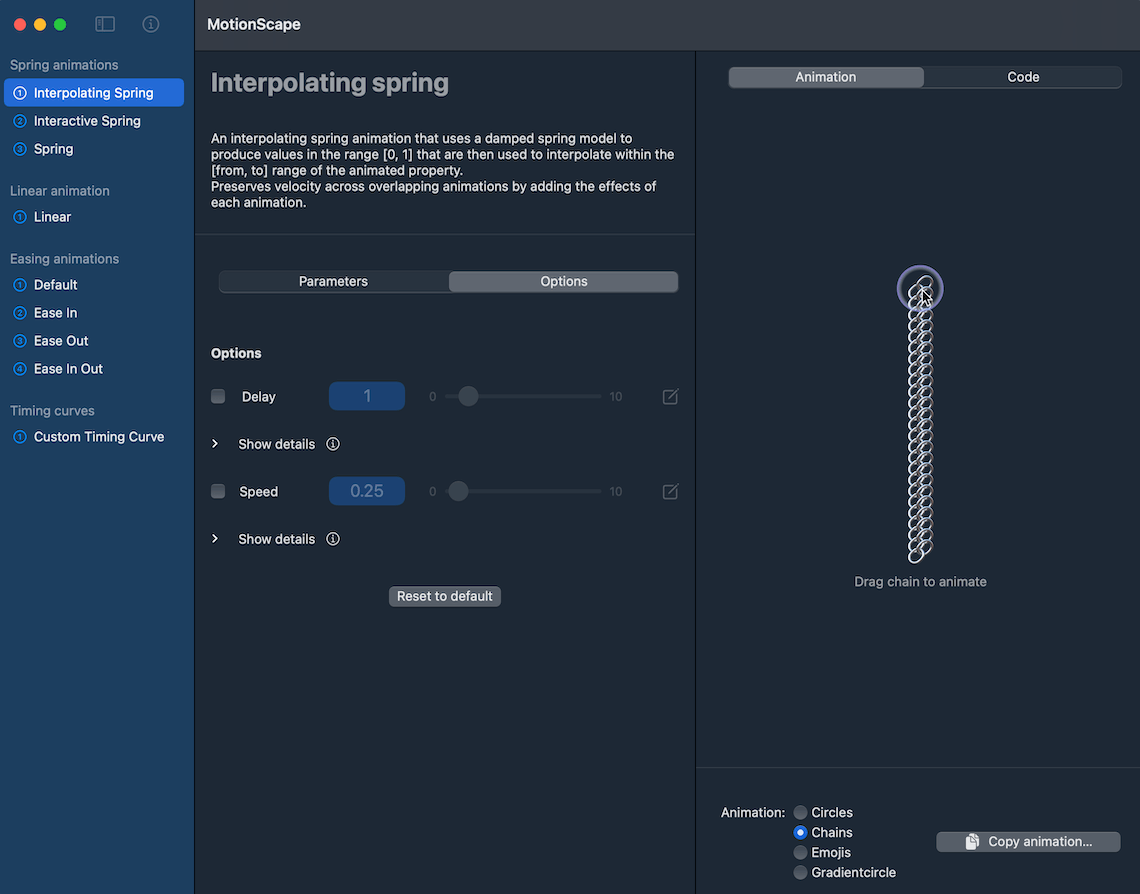 MotionScape
Spring animations
1 Interpolating Spring
2 Interactive Spring
3 Spring
Linear animation
1 Linear
Easing animations
1 Default
2 Ease In
3 Ease Out
4 Ease In Out
Timing curves
1 Custom Timing Curve
Interpolating spring
An interpolating spring animation that uses a damped spring model to
produce values in the range [0, 1] that are then used to interpolate within the
[from, to] range of the animated property.
Preserves velocity across overlapping animations by adding the effects of
each animation.
Parameters Options
Options
Delay 1 0 10
Show details
Speed 0.25 0 10
Show details
Reset to default
Animation Code
Drag chain to animate
Animation: Circles
Chains
Emojis
Gradientcircle
Copy animation...